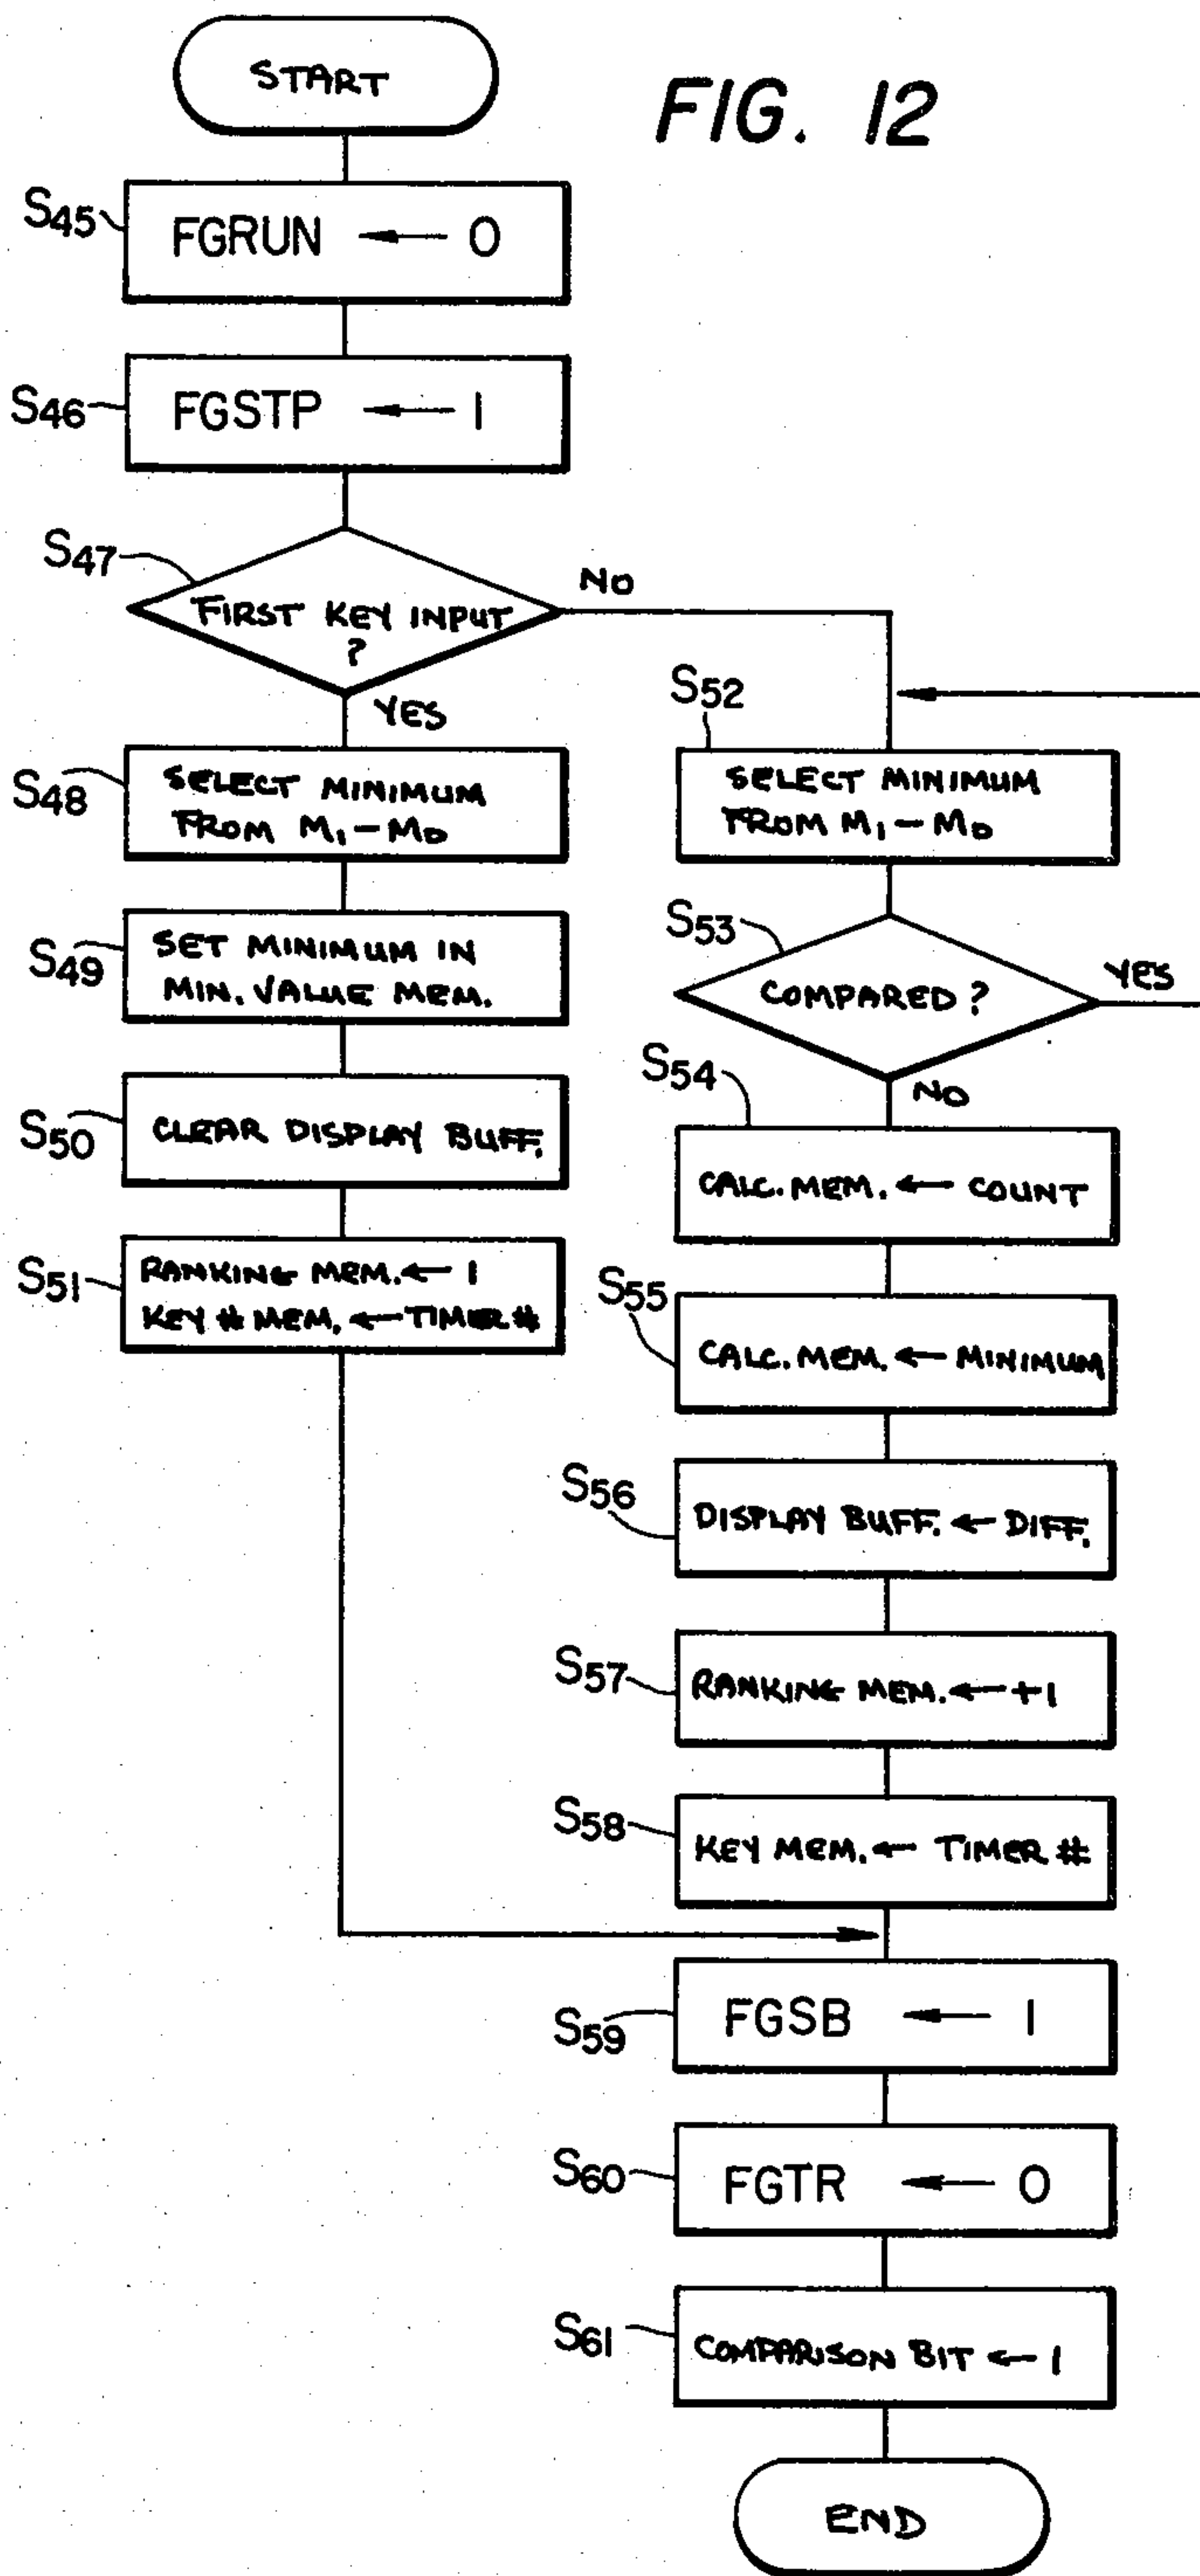 FIG. 12
START
S45
FGRUN ← 0
S46
FGSTP ← 1
S47
FIRST KEY INPUT
?
NO
YES
S48
SELECT MINIMUM
FROM M1 - MD
S49
SET MINIMUM IN
MIN. VALUE MEM.
S50
CLEAR DISPLAY BUFF.
S51
RANKING MEM. ← 1
KEY # MEM. ← TIMER #
S52
SELECT MINIMUM
FROM M1 - MD
S53
COMPARED ?
YES
NO
S54
CALC. MEM. ← COUNT
S55
CALC. MEM. ← MINIMUM
S56
DISPLAY BUFF. ← DIFF.
S57
RANKING MEM. ← +1
S58
KEY MEM. ← TIMER #
S59
FGSB ← 1
S60
FGTR ← 0
S61
COMPARISON BIT ← 1
END